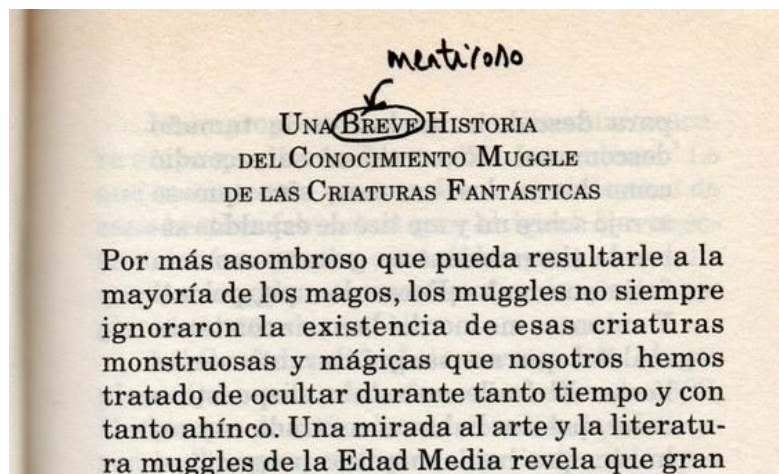 mentiroso
UNA BREVE HISTORIA
DEL CONOCIMIENTO MUGGLE
DE LAS CRIATURAS FANTÁSTICAS
Por más asombroso que pueda resultarle a la
mayoría de los magos, los muggles no siempre
ignoraron la existencia de esas criaturas
monstruosas y mágicas que nosotros hemos
tratado de ocultar durante tanto tiempo y con
tanto ahínco. Una mirada al arte y la literatu-
ra muggles de la Edad Media revela que gran